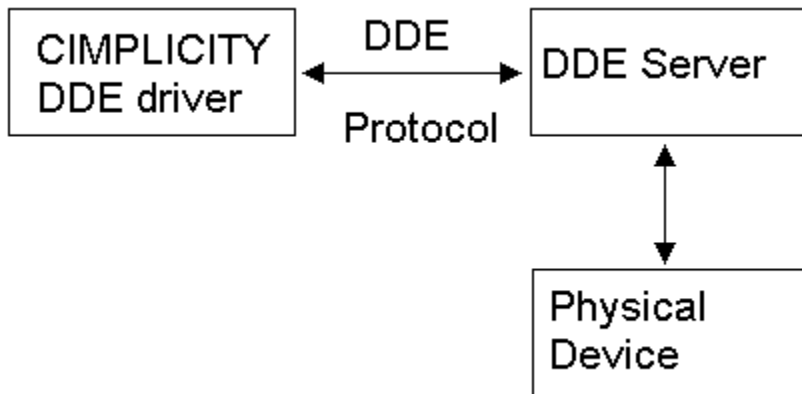 CIMPLICITY
DDE driver
DDE
Protocol
DDE Server
Physical
Device